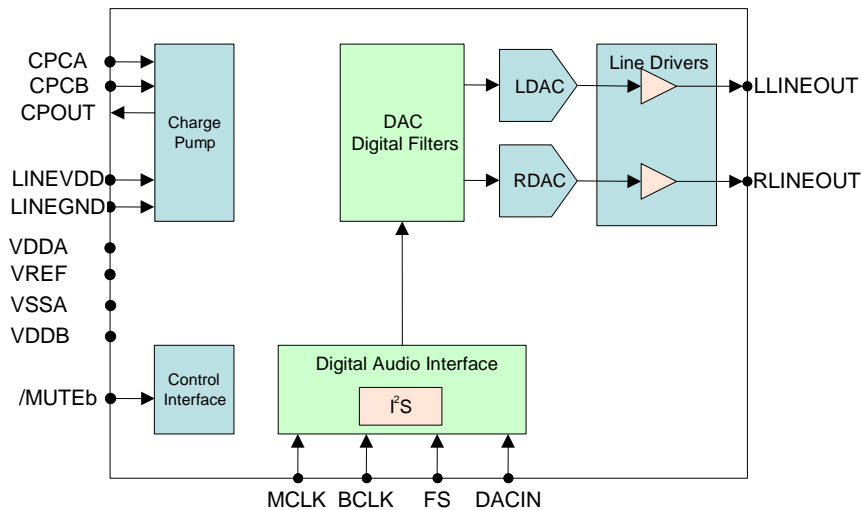 CPCA
CPCB
CPOUT
LINEVDD
LINEGND
VDDA
VREF
VSSA
VDDB
/MUTEb
Charge
Pump
Control
Interface
DAC
Digital Filters
LDAC
RDAC
Line Drivers
LLINEOUT
RLINEOUT
Digital Audio Interface
I²S
MCLK BCLK FS DACIN